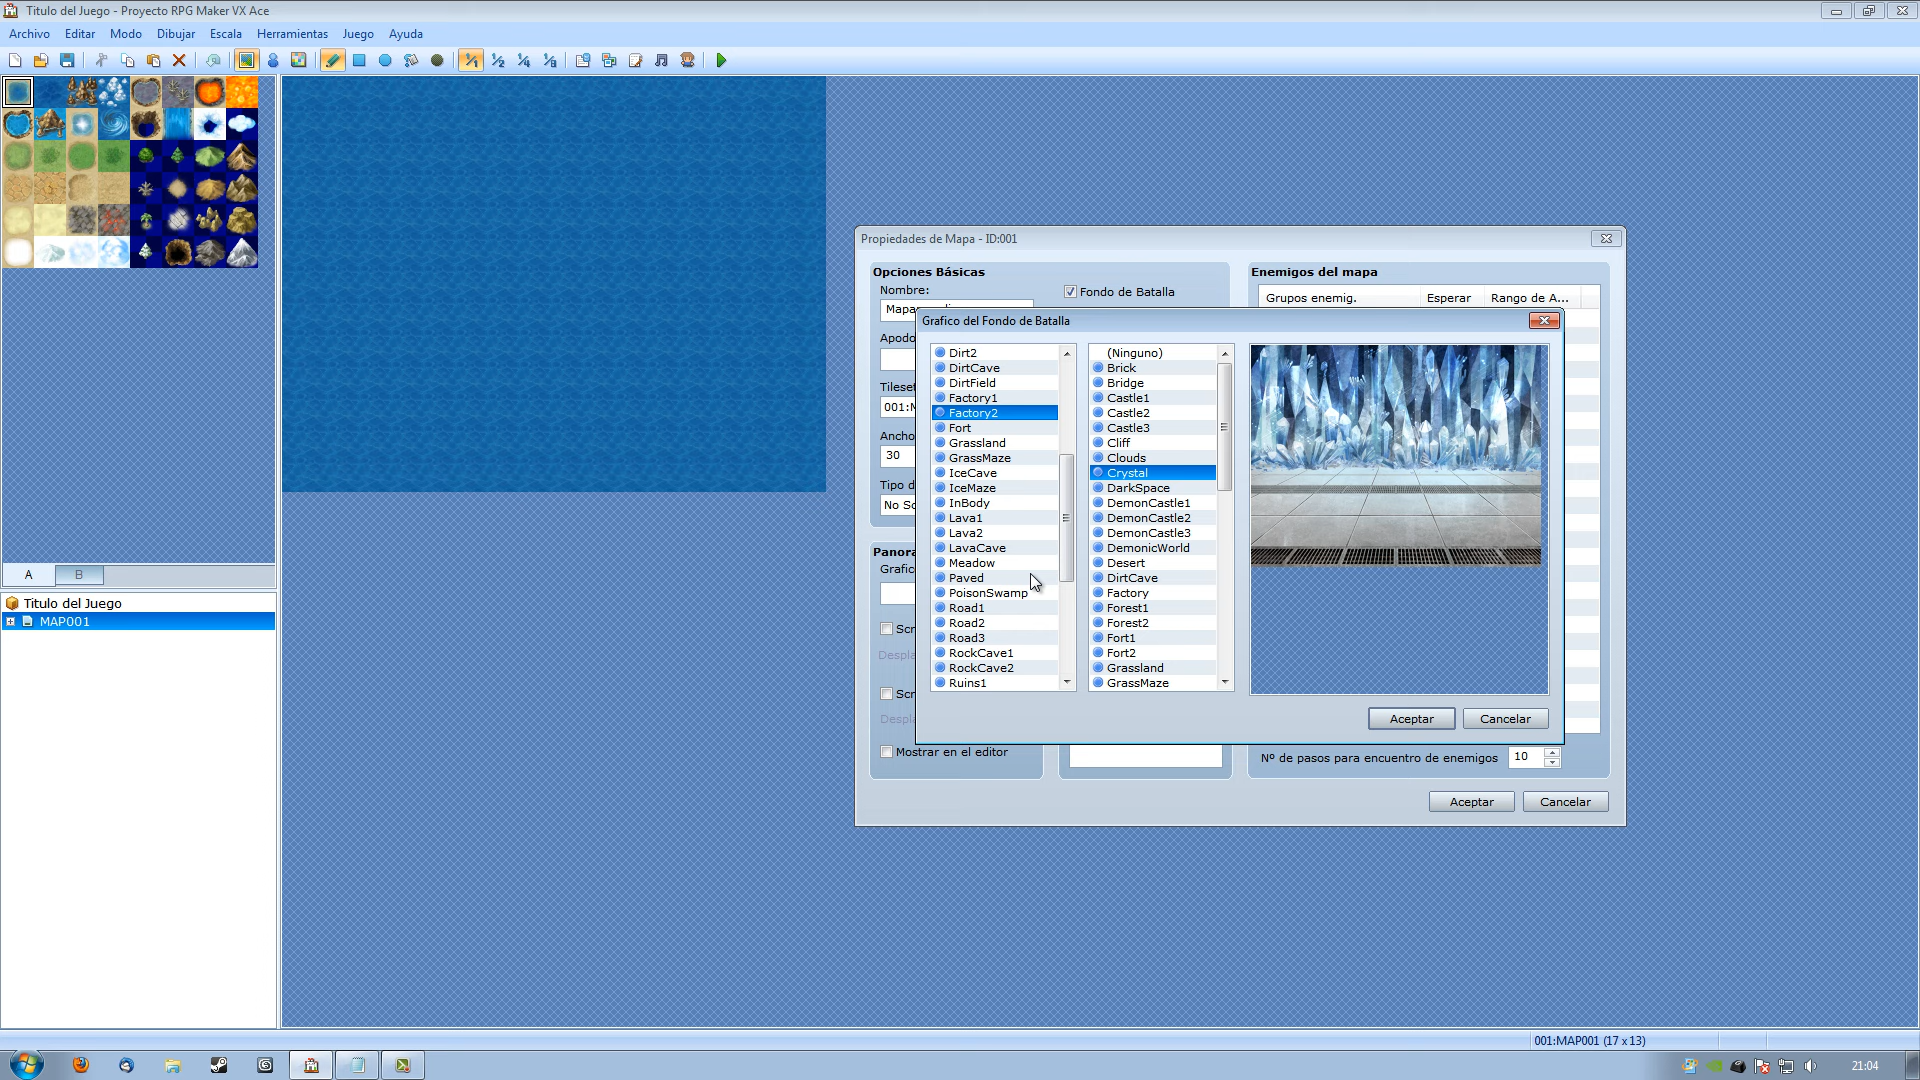 Titulo del Juego - Proyecto RPG Maker VX Ace
Archivo Editar Modo Dibujar Escala Herramientas Juego Ayuda
A B
Titulo del Juego
MAP001
Propiedades de Mapa - ID:001
Opciones Básicas
Nombre:
Fondo de Batalla
Apodo
Tileset
001:M
Ancho
30
Tipo d
No Sc
Panora
Grafico
Scr
Despla
Scr
Despla
Mostrar en el editor
Enemigos del mapa
Grupos enemig. Esperar Rango de A...
Grafico del Fondo de Batalla
Dirt2
DirtCave
DirtField
Factory1
Factory2
Fort
Grassland
GrassMaze
IceCave
IceMaze
InBody
Lava1
Lava2
LavaCave
Meadow
Paved
PoisonSwamp
Road1
Road2
Road3
RockCave1
RockCave2
Ruins1
(Ninguno)
Brick
Bridge
Castle1
Castle2
Castle3
Cliff
Clouds
Crystal
DarkSpace
DemonCastle1
DemonCastle2
DemonCastle3
DemonicWorld
Desert
DirtCave
Factory
Forest1
Forest2
Fort1
Fort2
Grassland
GrassMaze
Aceptar Cancelar
Nº de pasos para encuentro de enemigos 10
Aceptar Cancelar
001:MAP001 (17 x 13)
21:04